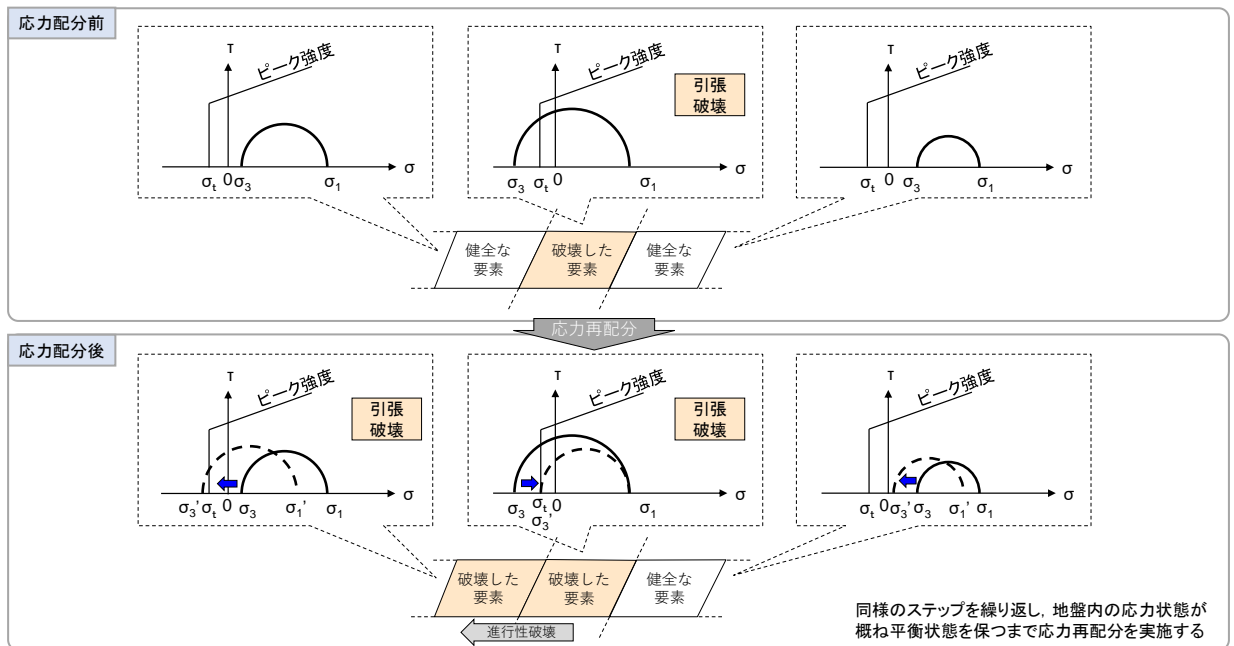 応力配分前
τ
ピーク強度
σt 0 σ3 σ1 σ
τ
ピーク強度
引張
破壊
σ3 σt 0 σ1 σ
τ
ピーク強度
σt 0 σ3 σ1 σ
健全な
要素
破壊した
要素
健全な
要素
応力再配分
応力配分後
τ
ピーク強度
引張
破壊
σ3' σt 0 σ3 σ1' σ1 σ
τ
ピーク強度
引張
破壊
σ3 σt 0 σ1 σ
σ3'
τ
ピーク強度
σt 0 σ3' σ3 σ1' σ1 σ
破壊した
要素
破壊した
要素
健全な
要素
進行性破壊
同様のステップを繰り返し，地盤内の応力状態が
概ね平衡状態を保つまで応力再配分を実施する